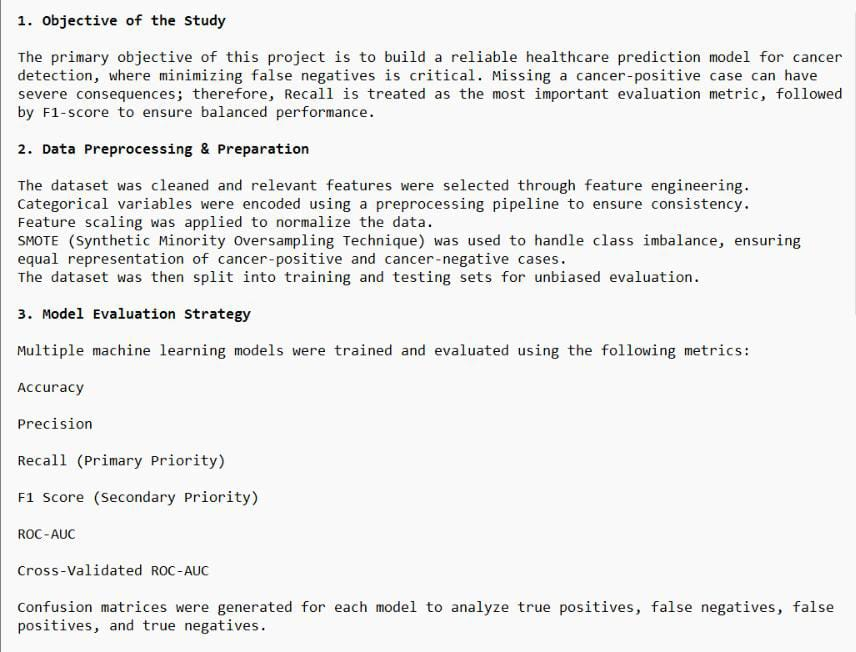 1. Objective of the Study
The primary objective of this project is to build a reliable healthcare prediction model for cancer
detection, where minimizing false negatives is critical. Missing a cancer-positive case can have
severe consequences; therefore, Recall is treated as the most important evaluation metric, followed
by F1-score to ensure balanced performance.
2. Data Preprocessing & Preparation
The dataset was cleaned and relevant features were selected through feature engineering.
Categorical variables were encoded using a preprocessing pipeline to ensure consistency.
Feature scaling was applied to normalize the data.
SMOTE (Synthetic Minority Oversampling Technique) was used to handle class imbalance, ensuring
equal representation of cancer-positive and cancer-negative cases.
The dataset was then split into training and testing sets for unbiased evaluation.
3. Model Evaluation Strategy
Multiple machine learning models were trained and evaluated using the following metrics:
Accuracy
Precision
Recall (Primary Priority)
F1 Score (Secondary Priority)
ROC-AUC
Cross-Validated ROC-AUC
Confusion matrices were generated for each model to analyze true positives, false negatives, false
positives, and true negatives.